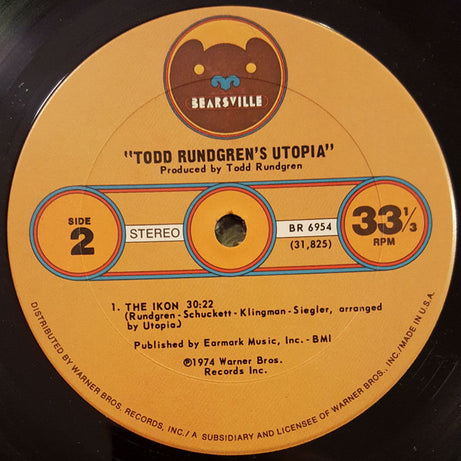 BEARSVILLE
"TODD RUNDGREN'S UTOPIA"
Produced by Todd Rundgren
SIDE
2
STEREO
BR 6954
(31,825)
33 1/3
RPM
1. THE IKON 30:22
(Rundgren - Schuckett - Klingman - Siegler, arranged
by Utopia)
Published by Earmark Music, Inc. - BMI
℗1974 Warner Bros.
Records Inc.
DISTRIBUTED BY WARNER BROS. RECORDS, INC./A SUBSIDIARY AND LICENSEE OF WARNER BROS., INC./MADE IN U.S.A.